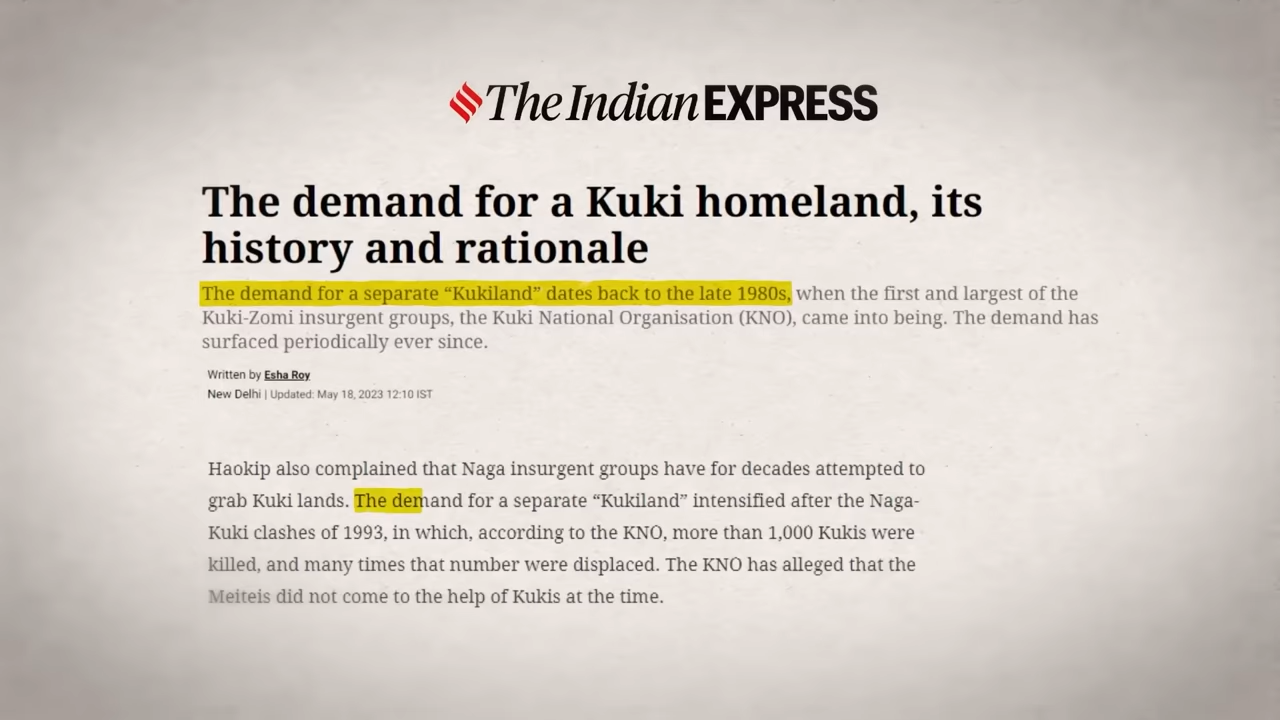 The Indian EXPRESS
The demand for a Kuki homeland, its
history and rationale
The demand for a separate “Kukiland” dates back to the late 1980s, when the first and largest of the
Kuki-Zomi insurgent groups, the Kuki National Organisation (KNO), came into being. The demand has
surfaced periodically ever since.
Written by Esha Roy
New Delhi | Updated: May 18, 2023 12:10 IST
Haokip also complained that Naga insurgent groups have for decades attempted to
grab Kuki lands. The demand for a separate “Kukiland” intensified after the Naga-
Kuki clashes of 1993, in which, according to the KNO, more than 1,000 Kukis were
killed, and many times that number were displaced. The KNO has alleged that the
Meiteis did not come to the help of Kukis at the time.